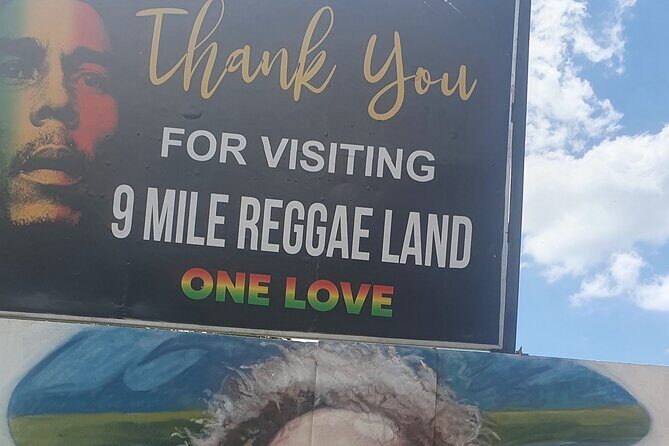 Thank You
FOR VISITING
9 MILE REGGAE LAND
ONE LOVE